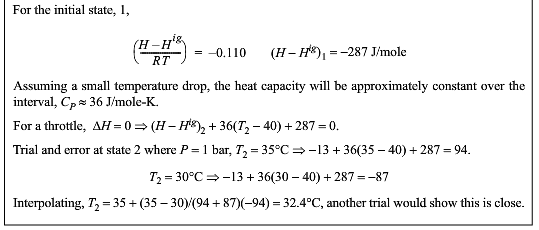 For the initial state, 1,
(H – H^ig / RT) = –0.110 (H – H^ig)₁ = –287 J/mole
Assuming a small temperature drop, the heat capacity will be approximately constant over the
interval, C_P ≈ 36 J/mole-K.
For a throttle, ΔH = 0 ⇒ (H – H^ig)₂ + 36(T₂ – 40) + 287 = 0.
Trial and error at state 2 where P = 1 bar, T₂ = 35°C ⇒ –13 + 36(35 – 40) + 287 = 94.
T₂ = 30°C ⇒ –13 + 36(30 – 40) + 287 = –87
Interpolating, T₂ = 35 + (35 – 30)/(94 + 87)(–94) = 32.4°C, another trial would show this is close.